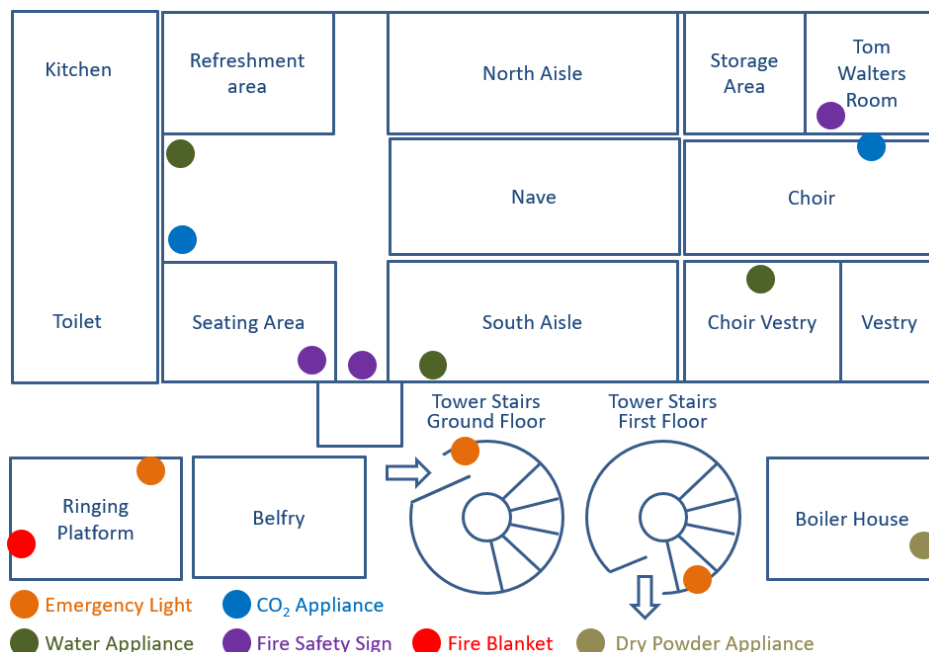 Kitchen
Refreshment
area
North Aisle
Storage
Area
Tom
Walters
Room
Nave
Choir
Toilet
Seating Area
South Aisle
Choir Vestry
Vestry
Tower Stairs
Ground Floor
Tower Stairs
First Floor
Ringing
Platform
Belfry
Boiler House
Emergency Light
CO₂ Appliance
Water Appliance
Fire Safety Sign
Fire Blanket
Dry Powder Appliance